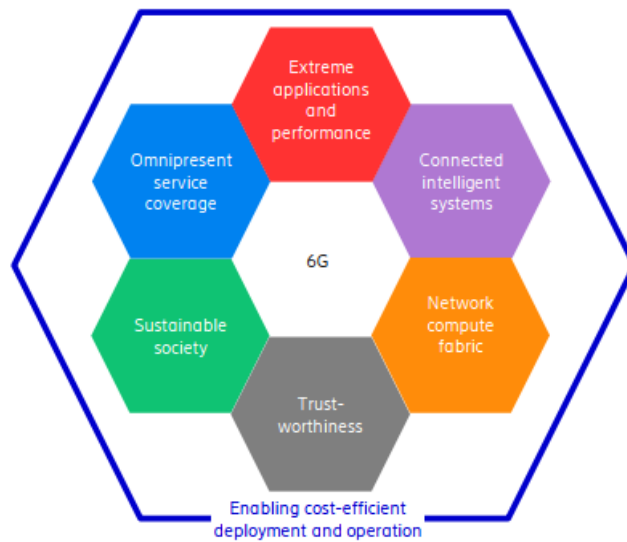 Extreme
applications
and
performance
Omnipresent
service
coverage
Connected
intelligent
systems
6G
Sustainable
society
Network
compute
fabric
Trust-
worthiness
Enabling cost-efficient
deployment and operation